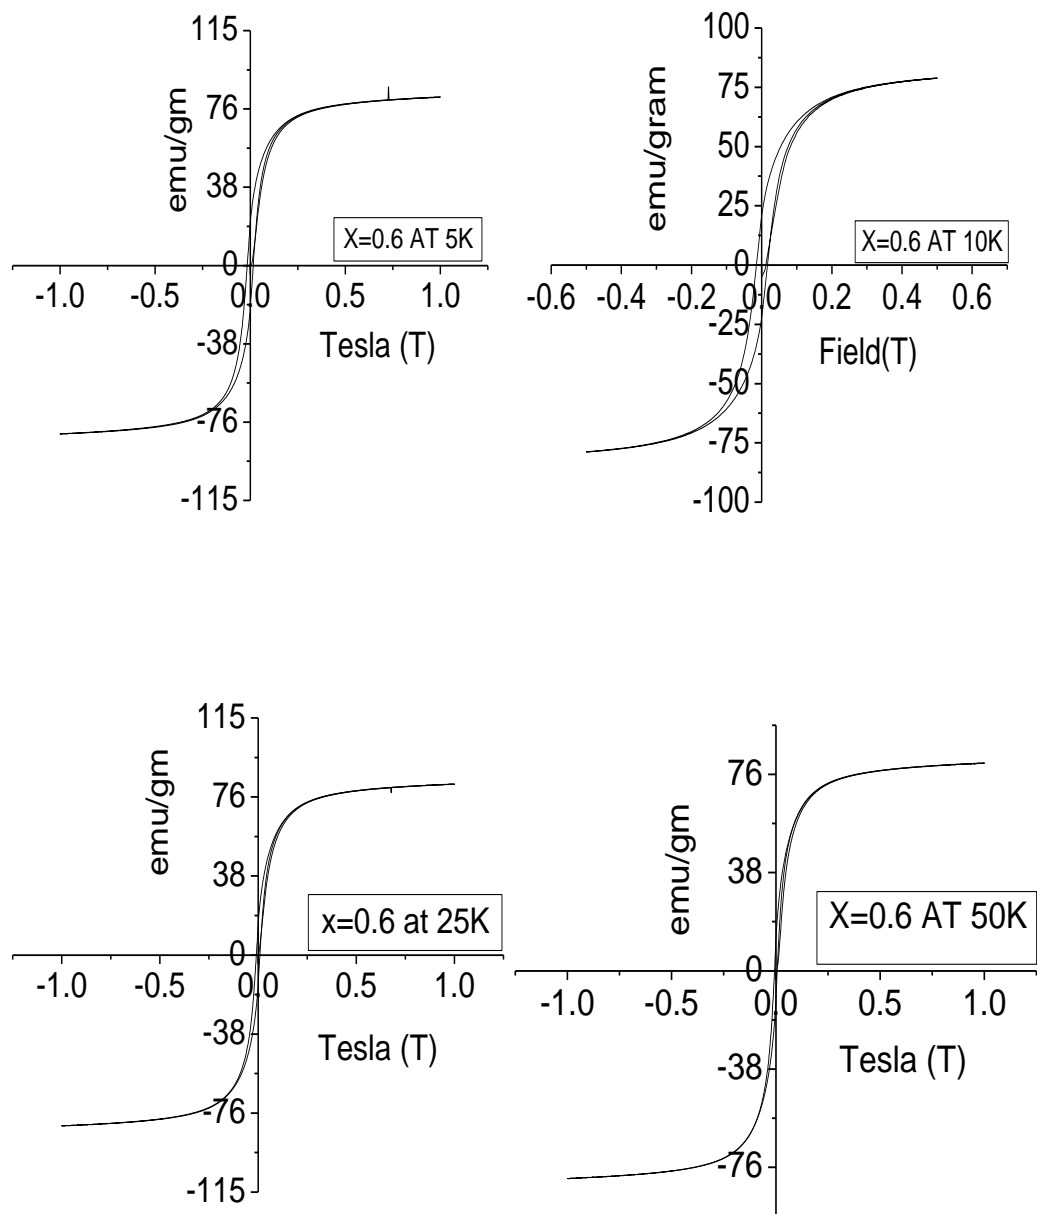 115
76
38
0
-38
-76
-115
emu/gm
X=0.6 AT 5K
-1.0 -0.5 0.0 0.5 1.0
Tesla (T)
100
75
50
25
0
-25
-50
-75
-100
emu/gram
X=0.6 AT 10K
-0.6 -0.4 -0.2 0.0 0.2 0.4 0.6
Field(T)
115
76
38
0
-38
-76
-115
emu/gm
x=0.6 at 25K
-1.0 -0.5 0.0 0.5 1.0
Tesla (T)
76
38
0
-38
-76
emu/gm
X=0.6 AT 50K
-1.0 -0.5 0.0 0.5 1.0
Tesla (T)